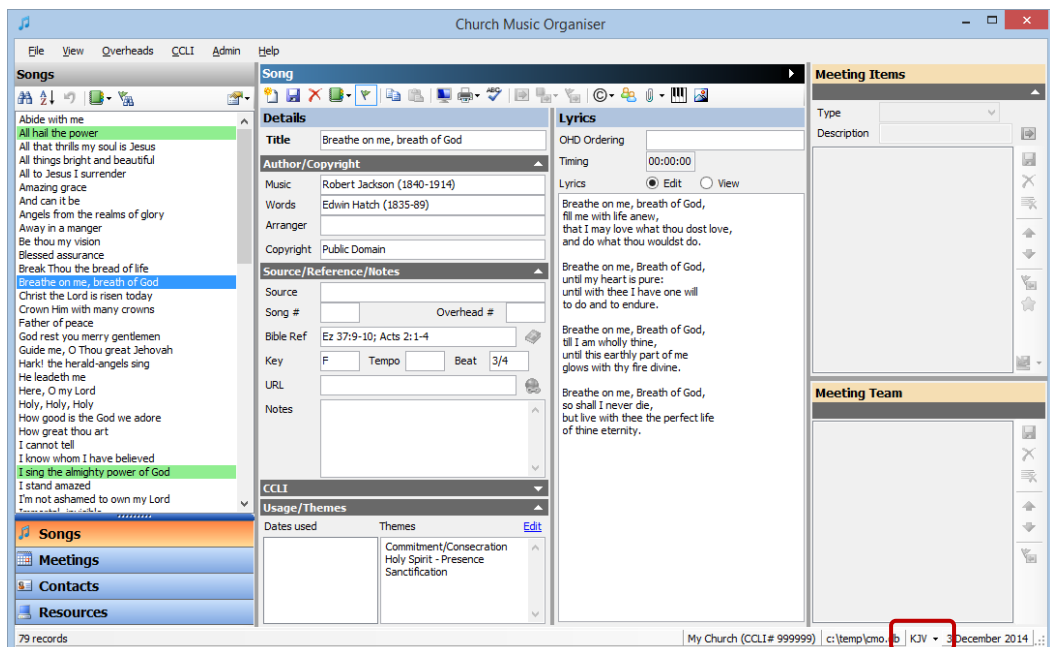 Church Music Organiser
File View Overheads CCLI Admin Help
Songs
Abide with me
All hail the power
All that thrills my soul is Jesus
All things bright and beautiful
All to Jesus I surrender
Amazing grace
And can it be
Angels from the realms of glory
Away in a manger
Be thou my vision
Blessed assurance
Break Thou the bread of life
Breathe on me, breath of God
Christ the Lord is risen today
Crown Him with many crowns
Father of peace
God rest you merry gentlemen
Guide me, O Thou great Jehovah
Hark! the herald-angels sing
He leadeth me
Here, O my Lord
Holy, Holy, Holy
How good is the God we adore
How great thou art
I cannot tell
I know whom I have believed
I sing the almighty power of God
I stand amazed
I'm not ashamed to own my Lord
Songs
Meetings
Contacts
Resources
Song
Details
Title Breathe on me, breath of God
Author/Copyright
Music Robert Jackson (1840-1914)
Words Edwin Hatch (1835-89)
Arranger
Copyright Public Domain
Source/Reference/Notes
Source
Song # Overhead #
Bible Ref Ez 37:9-10; Acts 2:1-4
Key F Tempo Beat 3/4
URL
Notes
CCLI
Usage/Themes
Dates used Themes Edit
Commitment/Consecration
Holy Spirit - Presence
Sanctification
Lyrics
OHD Ordering
Timing 00:00:00
Lyrics Edit View
Breathe on me, breath of God,
fill me with life anew,
that I may love what thou dost love,
and do what thou wouldst do.
Breathe on me, Breath of God,
until my heart is pure:
until with thee I have one will
to do and to endure.
Breathe on me, Breath of God,
till I am wholly thine,
until this earthly part of me
glows with thy fire divine.
Breathe on me, Breath of God,
so shall I never die,
but live with thee the perfect life
of thine eternity.
Meeting Items
Type
Description
Meeting Team
79 records My Church (CCLI# 999999) c:\temp\cmo.db KJV 3 December 2014